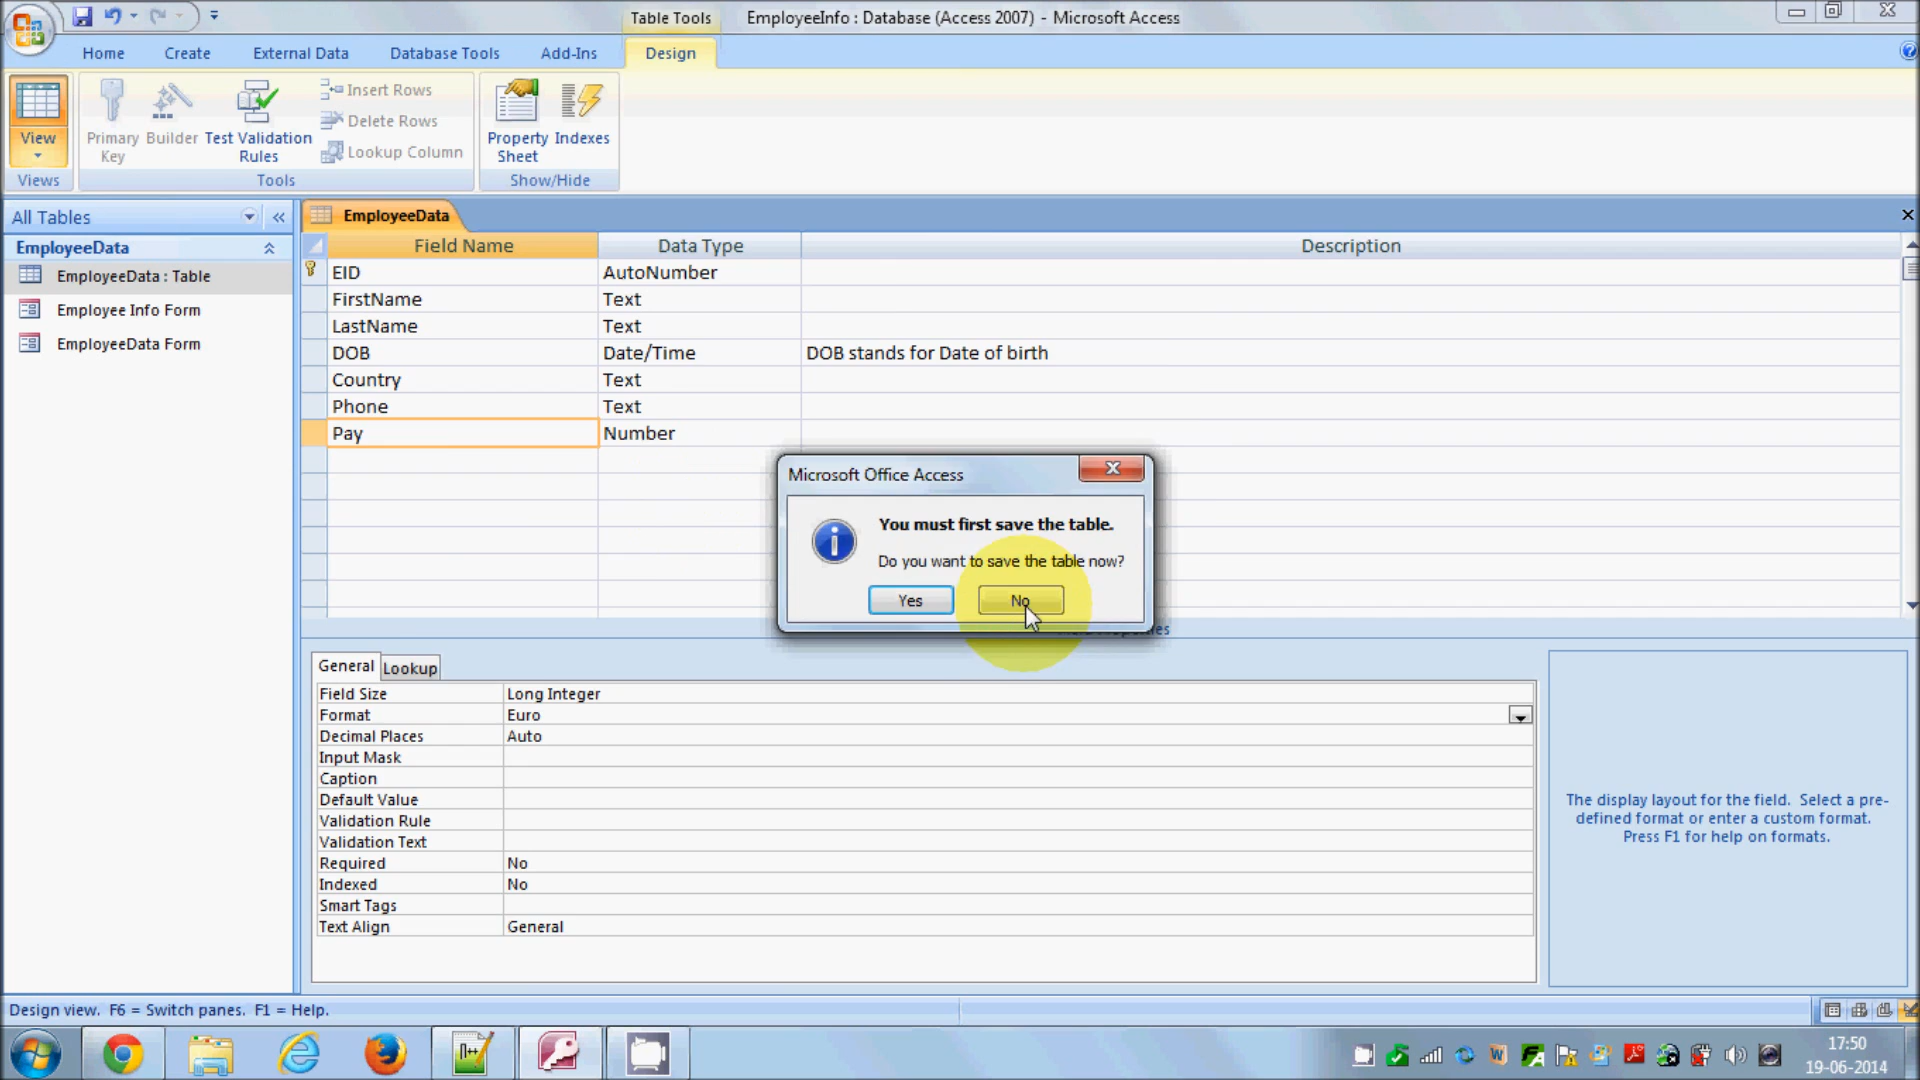 Table Tools
EmployeeInfo : Database (Access 2007) - Microsoft Access
Home
Create
External Data
Database Tools
Add-Ins
Design
View
Views
Primary
Key
Builder
Test Validation
Rules
Insert Rows
Delete Rows
Lookup Column
Tools
Property
Sheet
Indexes
Show/Hide
All Tables
EmployeeData
EmployeeData : Table
Employee Info Form
EmployeeData Form
EmployeeData
Field Name
Data Type
Description
EID
AutoNumber
FirstName
Text
LastName
Text
DOB
Date/Time
DOB stands for Date of birth
Country
Text
Phone
Text
Pay
Number
Microsoft Office Access
You must first save the table.
Do you want to save the table now?
Yes
No
General
Lookup
Field Size
Long Integer
Format
Euro
Decimal Places
Auto
Input Mask
Caption
Default Value
Validation Rule
Validation Text
Required
No
Indexed
No
Smart Tags
Text Align
General
The display layout for the field. Select a pre-
defined format or enter a custom format.
Press F1 for help on formats.
Design view. F6 = Switch panes. F1 = Help.
17:50
19-06-2014